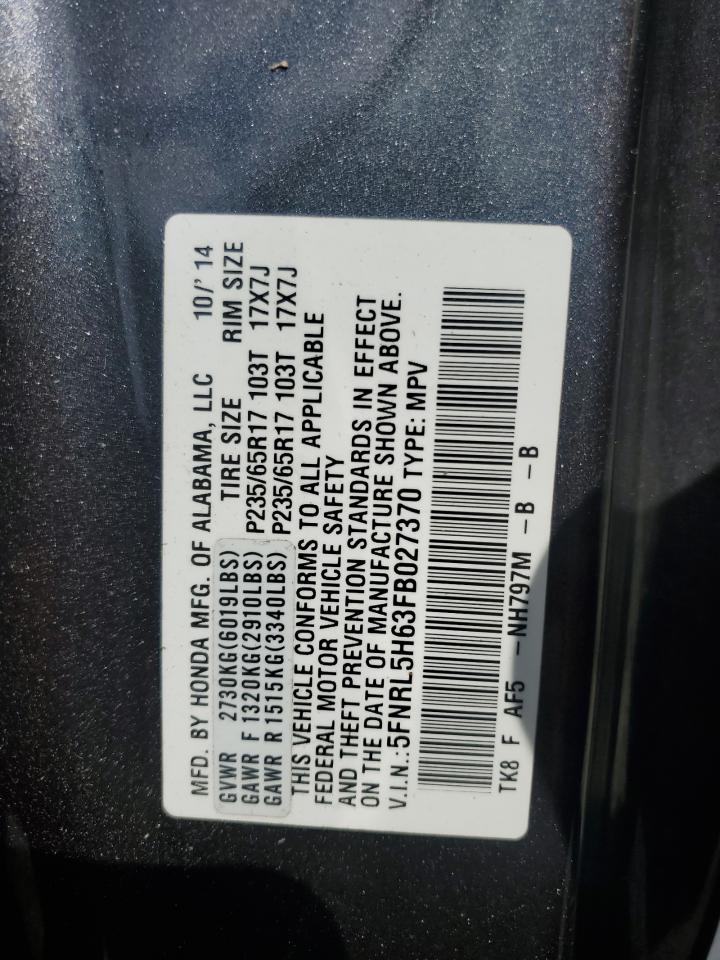 MFD. BY HONDA MFG. OF ALABAMA, LLC 10/' 14
TIRE SIZE RIM SIZE
GVWR 2730KG(6019LBS)
GAWR F 1320KG(2910LBS) P235/65R17 103T 17X7J
GAWR R 1515KG(3340LBS) P235/65R17 103T 17X7J
THIS VEHICLE CONFORMS TO ALL APPLICABLE
FEDERAL MOTOR VEHICLE SAFETY
AND THEFT PREVENTION STANDARDS IN EFFECT
ON THE DATE OF MANUFACTURE SHOWN ABOVE.
V.I.N.:5FNRL5H63FB027370 TYPE: MPV
TK8 F AF5 -NH797M -B -B